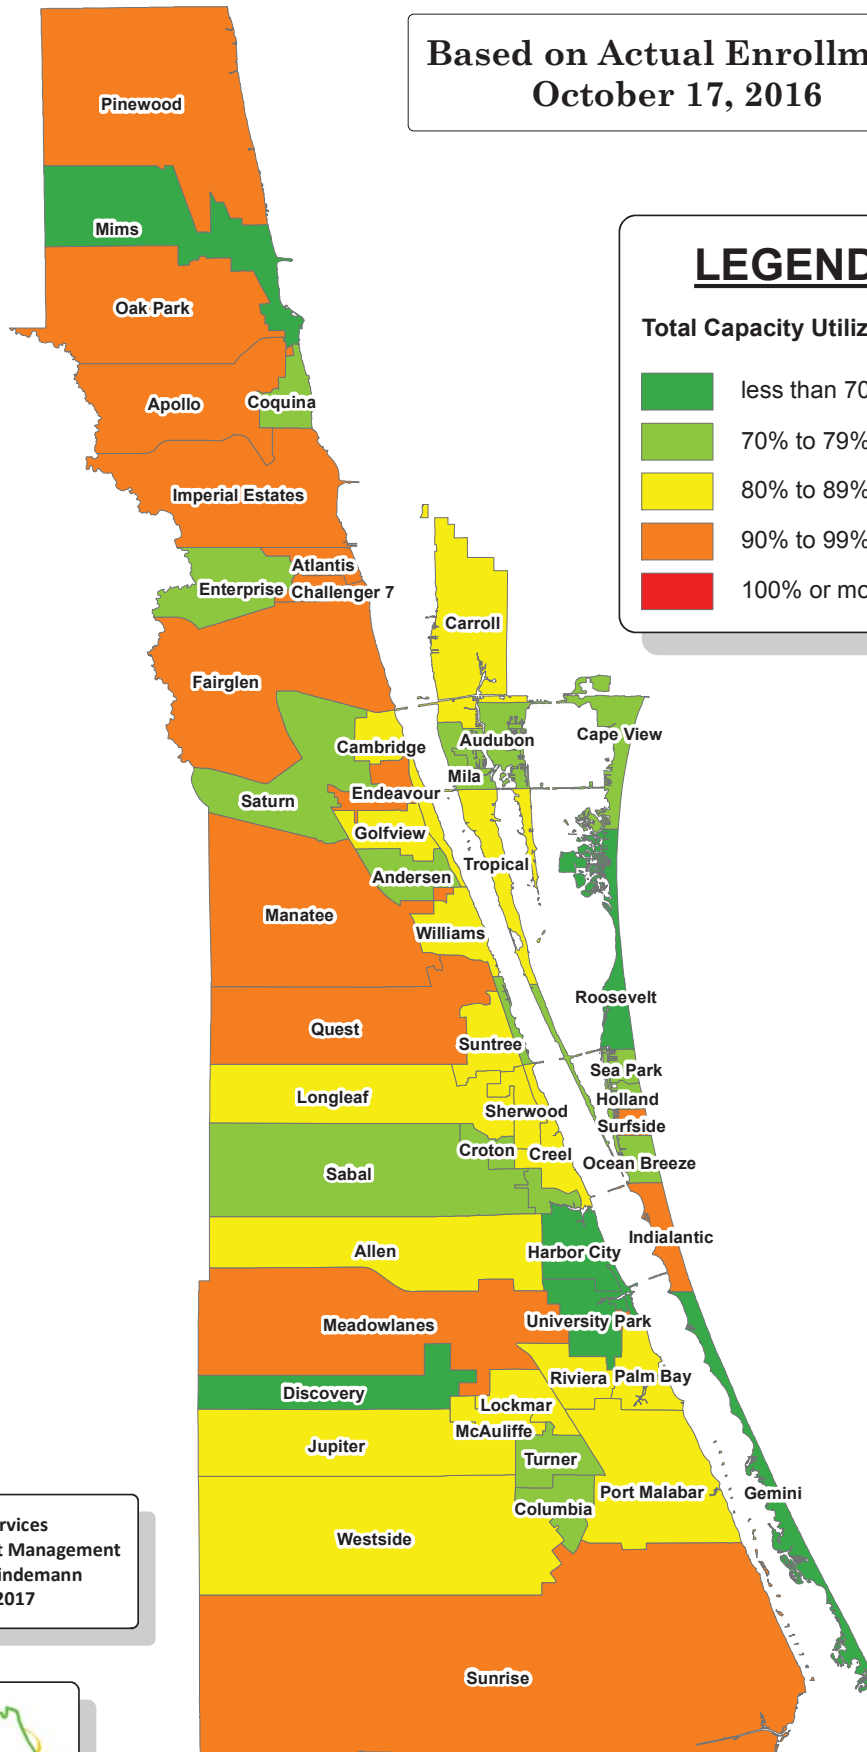 Based on Actual Enrollm
October 17, 2016
LEGEND
Total Capacity Utiliz
less than 70
70% to 79%
80% to 89%
90% to 99%
100% or mo
Pinewood
Mims
Oak Park
Apollo
Coquina
Imperial Estates
Atlantis
Enterprise
Challenger 7
Carroll
Fairglen
Cape View
Audubon
Cambridge
Mila
Endeavour
Saturn
Golfview
Tropical
Andersen
Manatee
Williams
Roosevelt
Quest
Suntree
Sea Park
Longleaf
Holland
Sherwood
Surfside
Croton
Creel
Ocean Breeze
Sabal
Indialantic
Allen
Harbor City
University Park
Meadowlanes
Riviera
Palm Bay
Discovery
Lockmar
McAuliffe
Jupiter
Turner
Port Malabar
Gemini
Columbia
Westside
Sunrise
rvices
t Management
indemann
2017